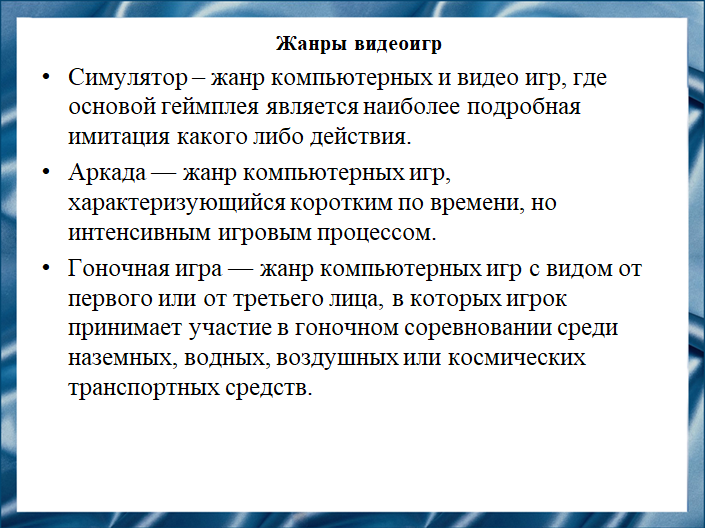 Жанры видеоигр
• Симулятор – жанр компьютерных и видео игр, где
основой геймплея является наиболее подробная
имитация какого либо действия.
• Аркада — жанр компьютерных игр,
характеризующийся коротким по времени, но
интенсивным игровым процессом.
• Гоночная игра — жанр компьютерных игр с видом от
первого или от третьего лица, в которых игрок
принимает участие в гоночном соревновании среди
наземных, водных, воздушных или космических
транспортных средств.